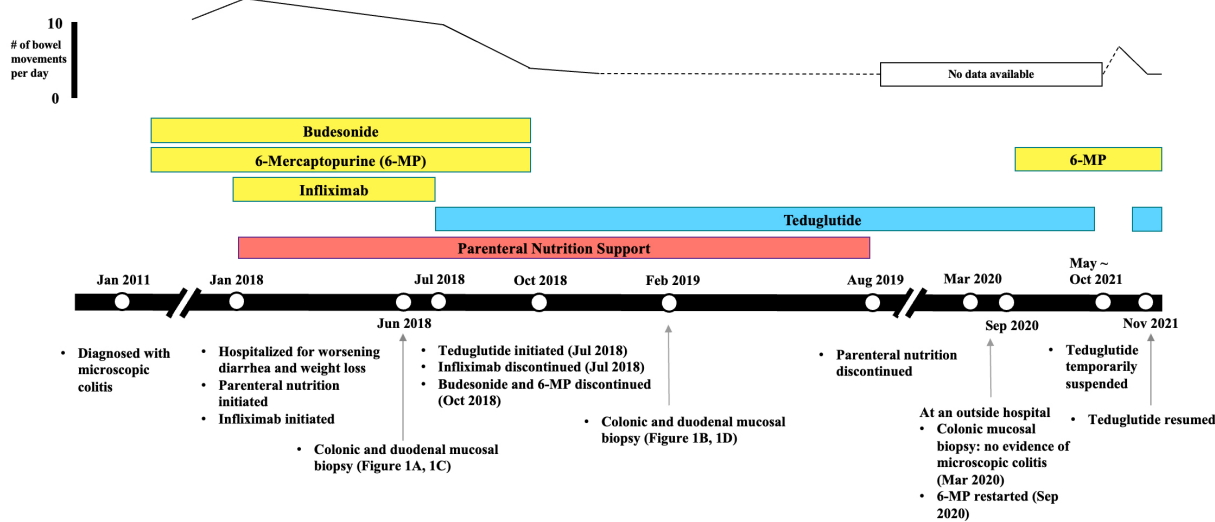 10
# of bowel
movements
per day
0
No data available
Budesonide
6-Mercaptopurine (6-MP)
6-MP
Infliximab
Teduglutide
Parenteral Nutrition Support
Jan 2011
Jan 2018
Jul 2018
Oct 2018
Feb 2019
Aug 2019
Mar 2020
May ~
Oct 2021
Jun 2018
Sep 2020
Nov 2021
• Diagnosed with
microscopic
colitis
• Hospitalized for worsening
diarrhea and weight loss
• Parenteral nutrition
initiated
• Infliximab initiated
• Teduglutide initiated (Jul 2018)
• Infliximab discontinued (Jul 2018)
• Budesonide and 6-MP discontinued
(Oct 2018)
• Colonic and duodenal mucosal
biopsy (Figure 1A, 1C)
• Colonic and duodenal mucosal
biopsy (Figure 1B, 1D)
• Parenteral nutrition
discontinued
At an outside hospital
• Colonic mucosal
biopsy: no evidence of
microscopic colitis
(Mar 2020)
• 6-MP restarted (Sep
2020)
• Teduglutide
temporarily
suspended
• Teduglutide resumed